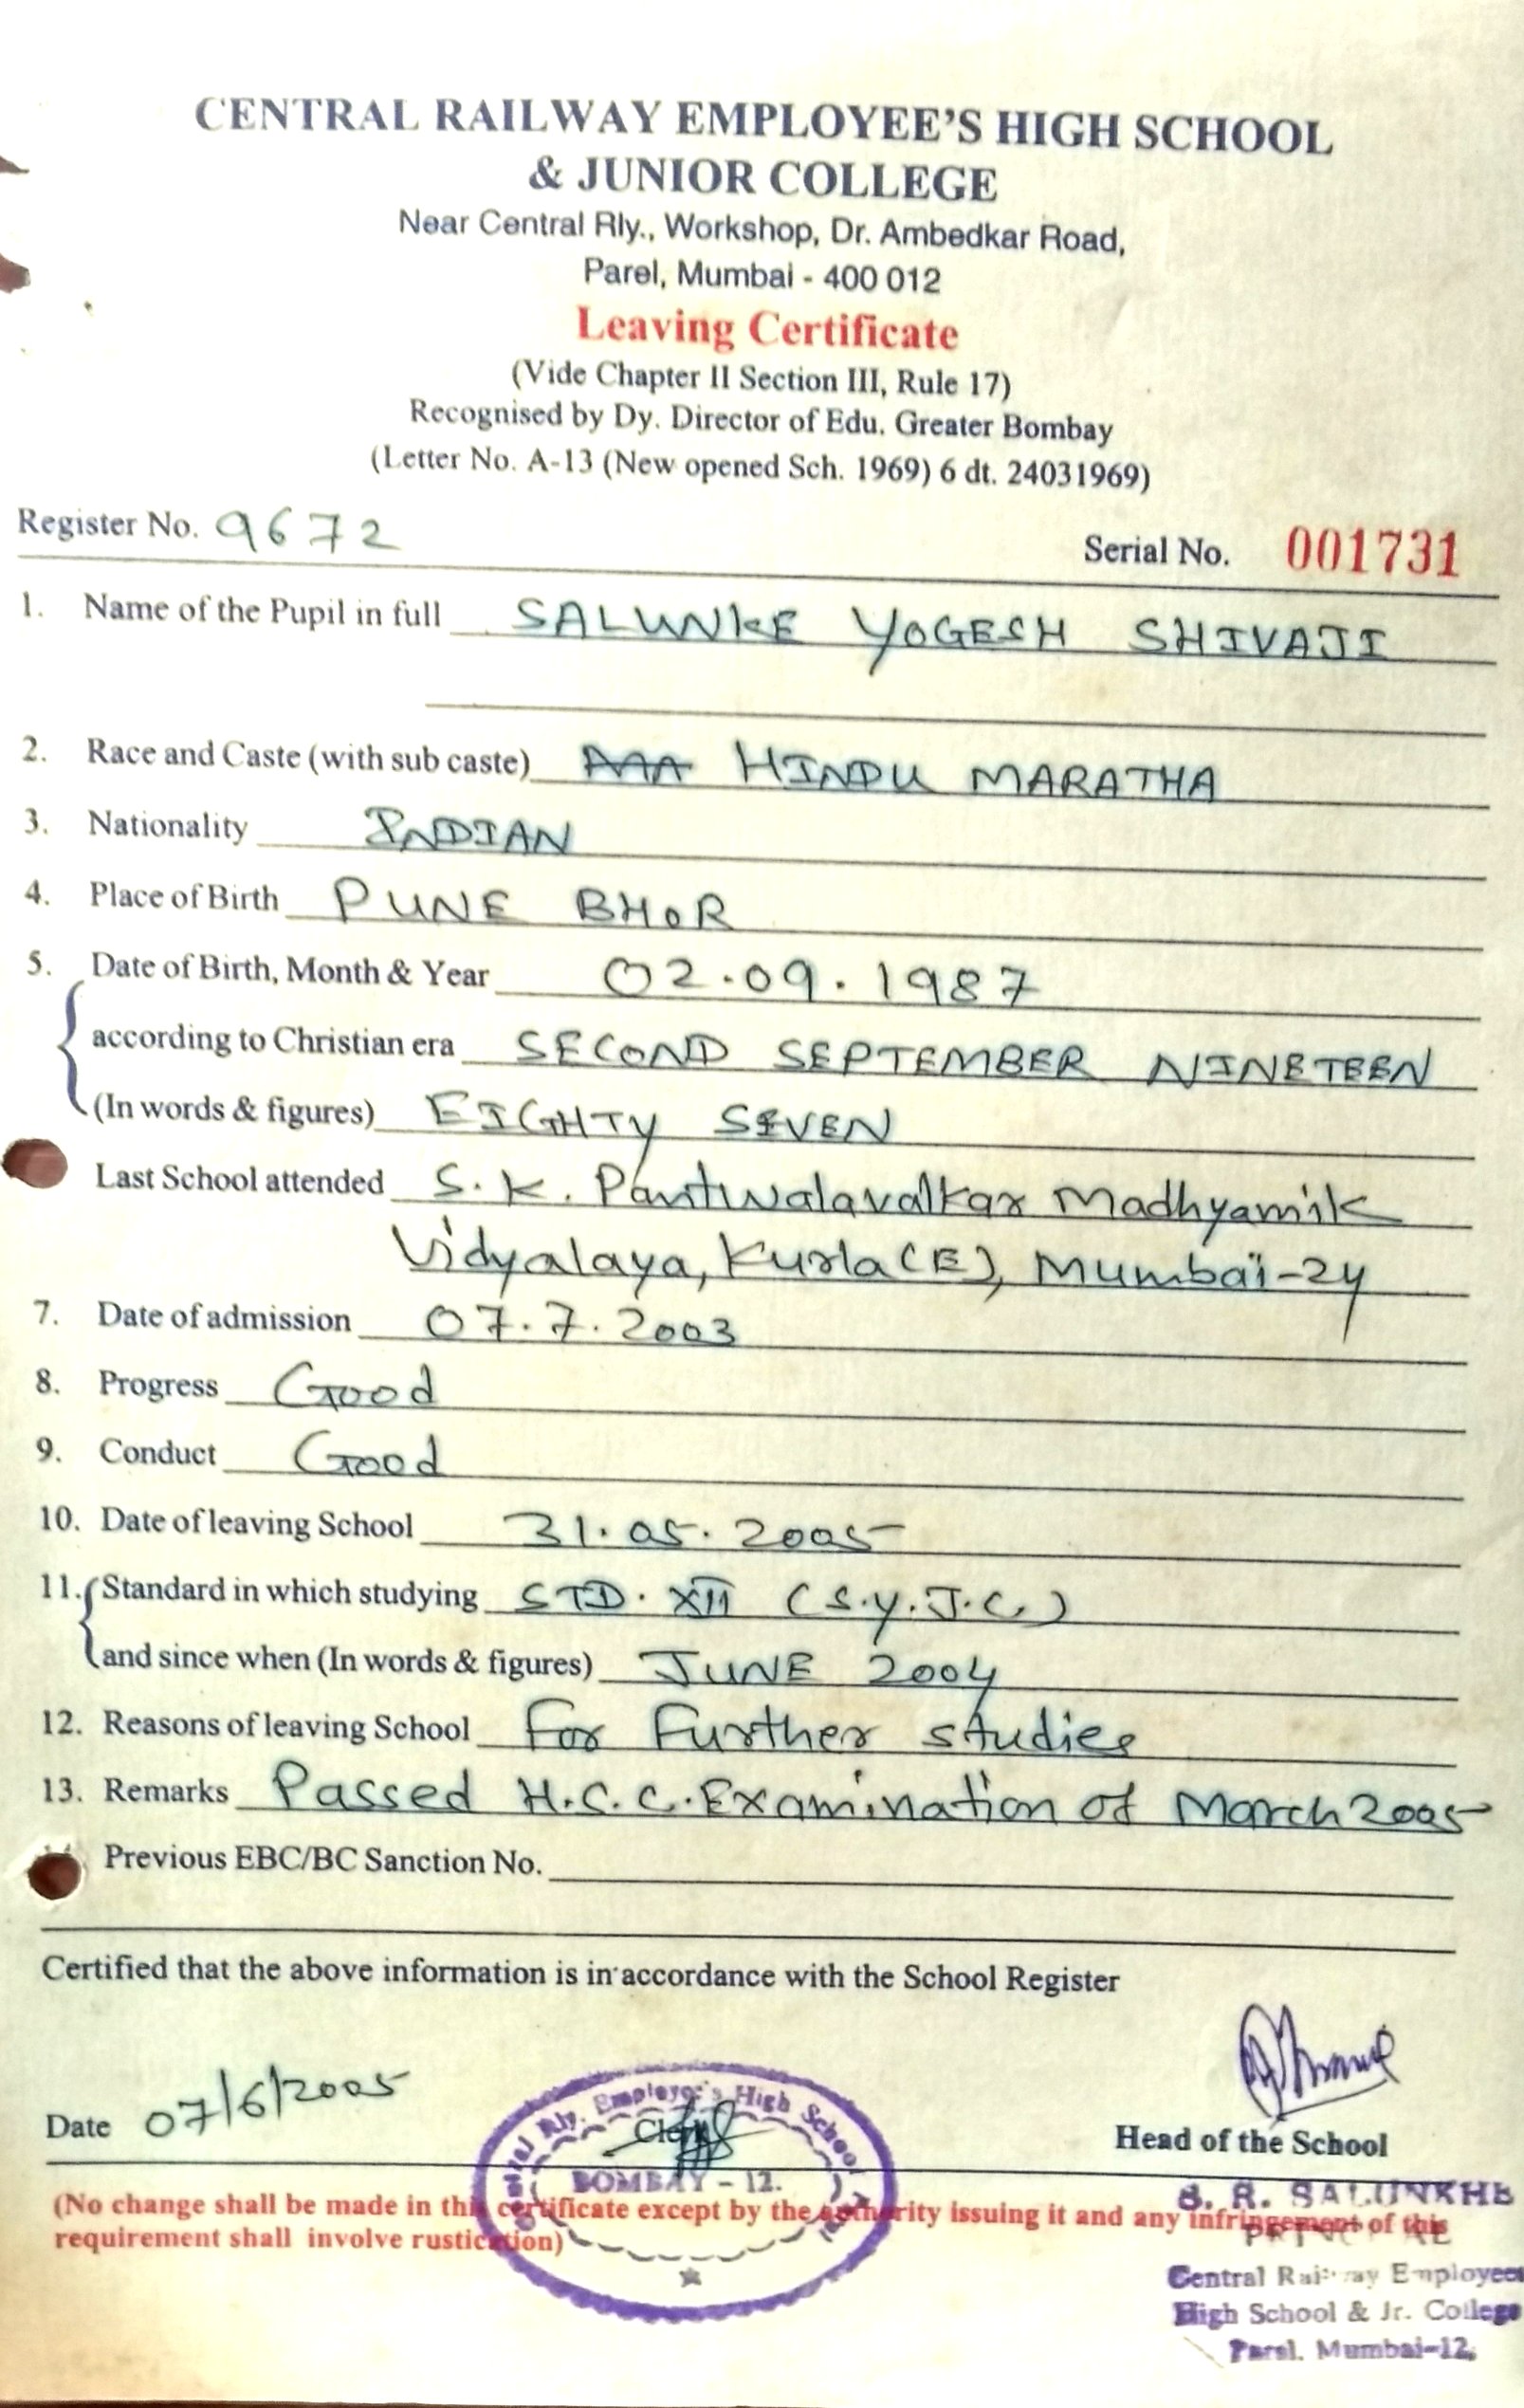 CENTRAL RAILWAY EMPLOYEE'S HIGH SCHOOL
& JUNIOR COLLEGE
Near Central Rly., Workshop, Dr. Ambedkar Road,
Parel, Mumbai - 400 012
Leaving Certificate
(Vide Chapter II Section III, Rule 17)
Recognised by Dy. Director of Edu. Greater Bombay
(Letter No. A-13 (New opened Sch. 1969) 6 dt. 24031969)
Register No. 9672
Serial No. 001731
1. Name of the Pupil in full SALUNKE YOGESH SHIVAJI
2. Race and Caste (with sub caste) HINDU MARATHA
3. Nationality INDIAN
4. Place of Birth PUNE BHOR
5. Date of Birth, Month & Year 02.09.1987
according to Christian era SECOND SEPTEMBER NINETEEN
(In words & figures) EIGHTY SEVEN
Last School attended S.K. Pantwalavalkar Madhyamik
Vidyalaya, Kurla (E), Mumbai-24
7. Date of admission 07.7.2003
8. Progress Good
9. Conduct Good
10. Date of leaving School 31.05.2005
11. Standard in which studying STD. XII (S.Y.J.C.)
and since when (In words & figures) JUNE 2004
12. Reasons of leaving School For Further studies
13. Remarks Passed H.S.C. Examination of March 2005
Previous EBC/BC Sanction No.
Certified that the above information is in accordance with the School Register
Date 07/6/2005
Clerk
Head of the School
Rly. Employee's High School
BOMBAY - 12.
(No change shall be made in this certificate except by the authority issuing it and any infringement of this
requirement shall involve rustication)
S. R. SALUNKHE
PRINCIPAL
Central Railway Employees
High School & Jr. College
Parel. Mumbai-12.